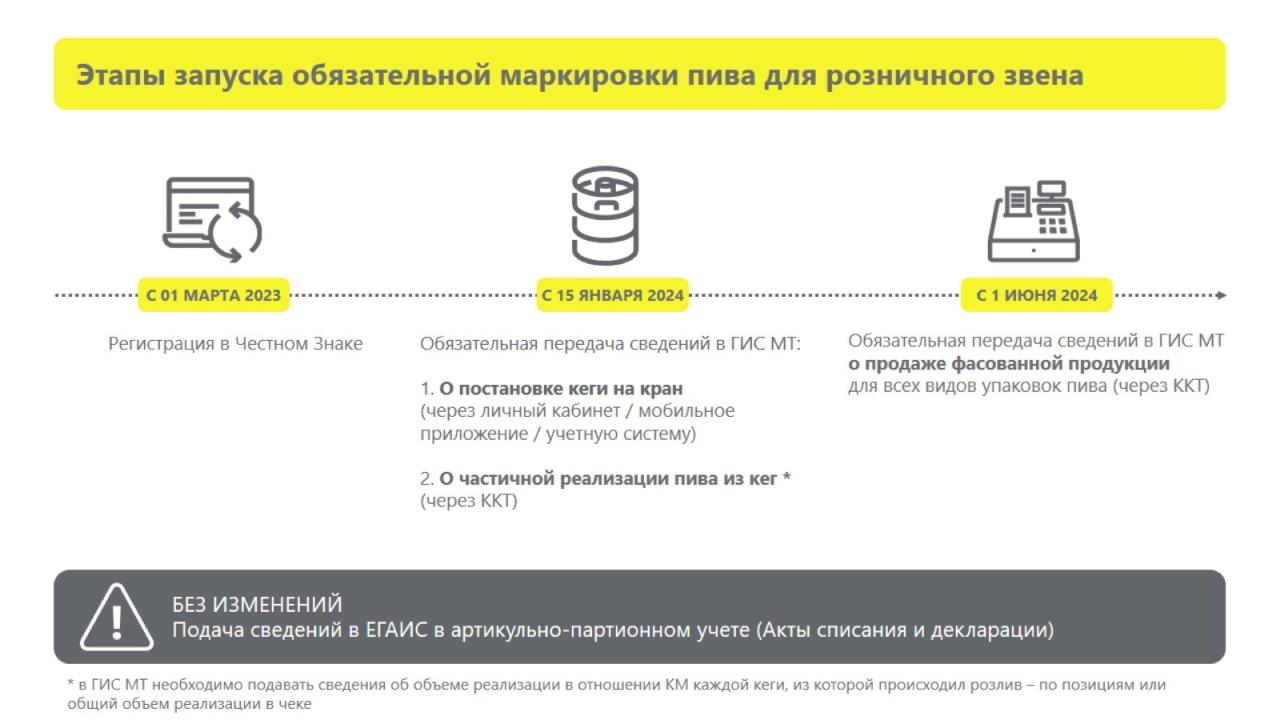 Этапы запуска обязательной маркировки пива для розничного звена
С 01 МАРТА 2023
Регистрация в Честном Знаке
С 15 ЯНВАРЯ 2024
Обязательная передача сведений в ГИС МТ:
1. О постановке кеги на кран
(через личный кабинет / мобильное
приложение / учетную систему)
2. О частичной реализации пива из кег *
(через ККТ)
С 1 ИЮНЯ 2024
Обязательная передача сведений в ГИС МТ
о продаже фасованной продукции
для всех видов упаковок пива (через ККТ)
БЕЗ ИЗМЕНЕНИЙ
Подача сведений в ЕГАИС в артикульно-партионном учете (Акты списания и декларации)
* в ГИС МТ необходимо подавать сведения об объеме реализации в отношении КМ каждой кеги, из которой происходил розлив – по позициям или
общий объем реализации в чеке